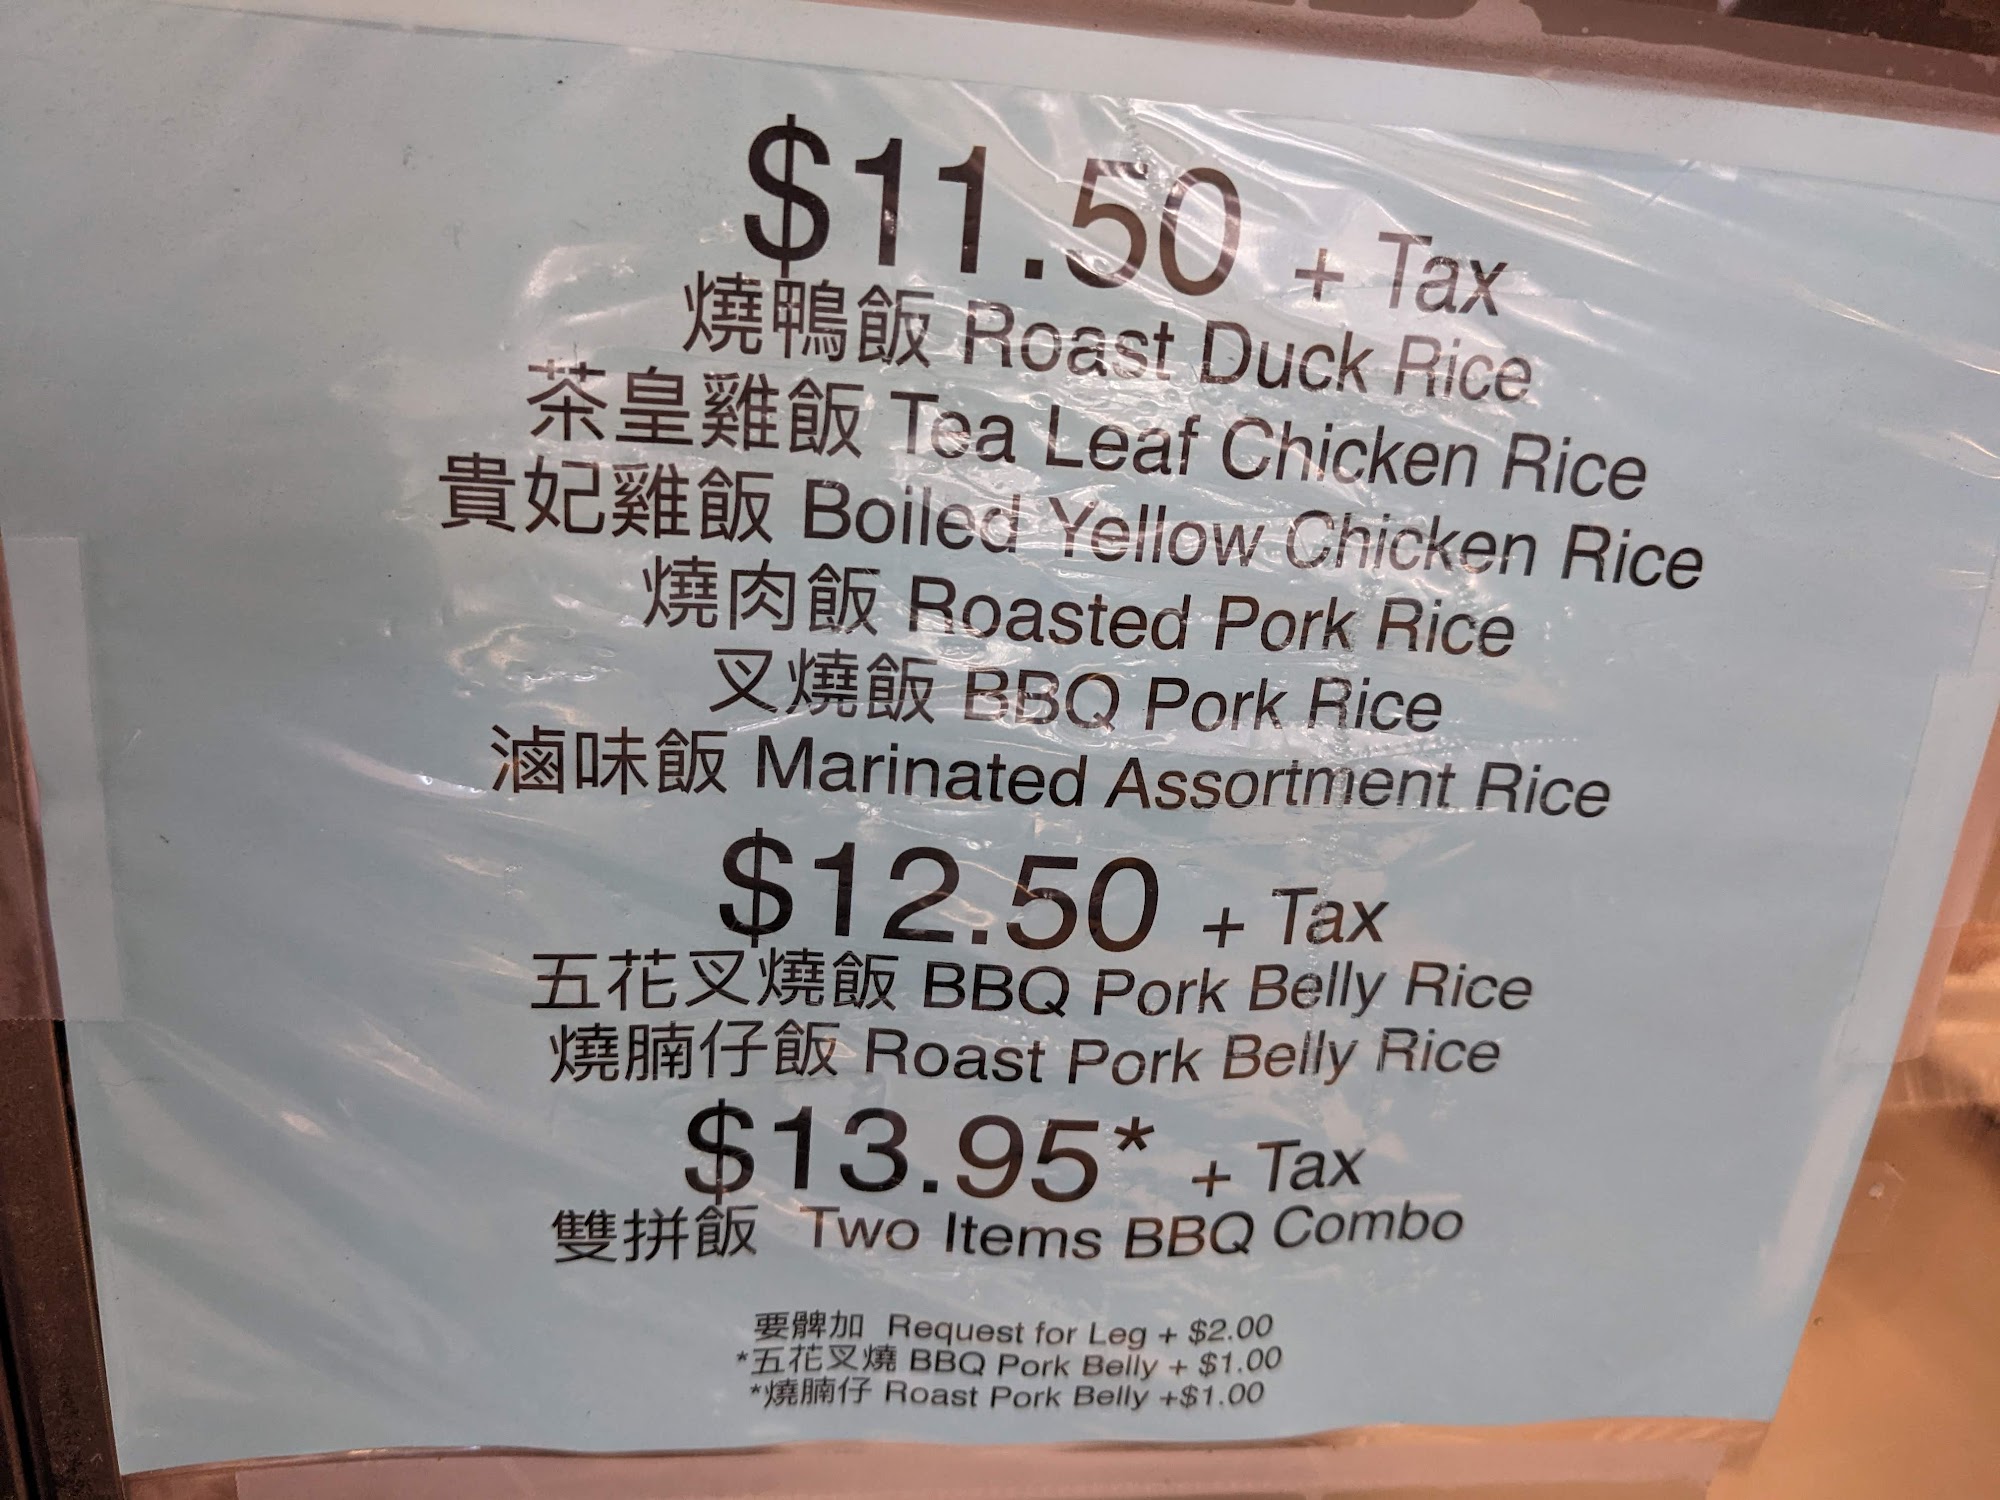 $11.50 + Tax
燒鴨飯 Roast Duck Rice
茶皇雞飯 Tea Leaf Chicken Rice
貴妃雞飯 Boiled Yellow Chicken Rice
燒肉飯 Roasted Pork Rice
叉燒飯 BBQ Pork Rice
滷味飯 Marinated Assortment Rice
$12.50 + Tax
五花叉燒飯 BBQ Pork Belly Rice
燒腩仔飯 Roast Pork Belly Rice
$13.95* + Tax
雙拼飯 Two Items BBQ Combo
要髀加 Request for Leg + $2.00
*五花叉燒 BBQ Pork Belly + $1.00
*燒腩仔 Roast Pork Belly +$1.00